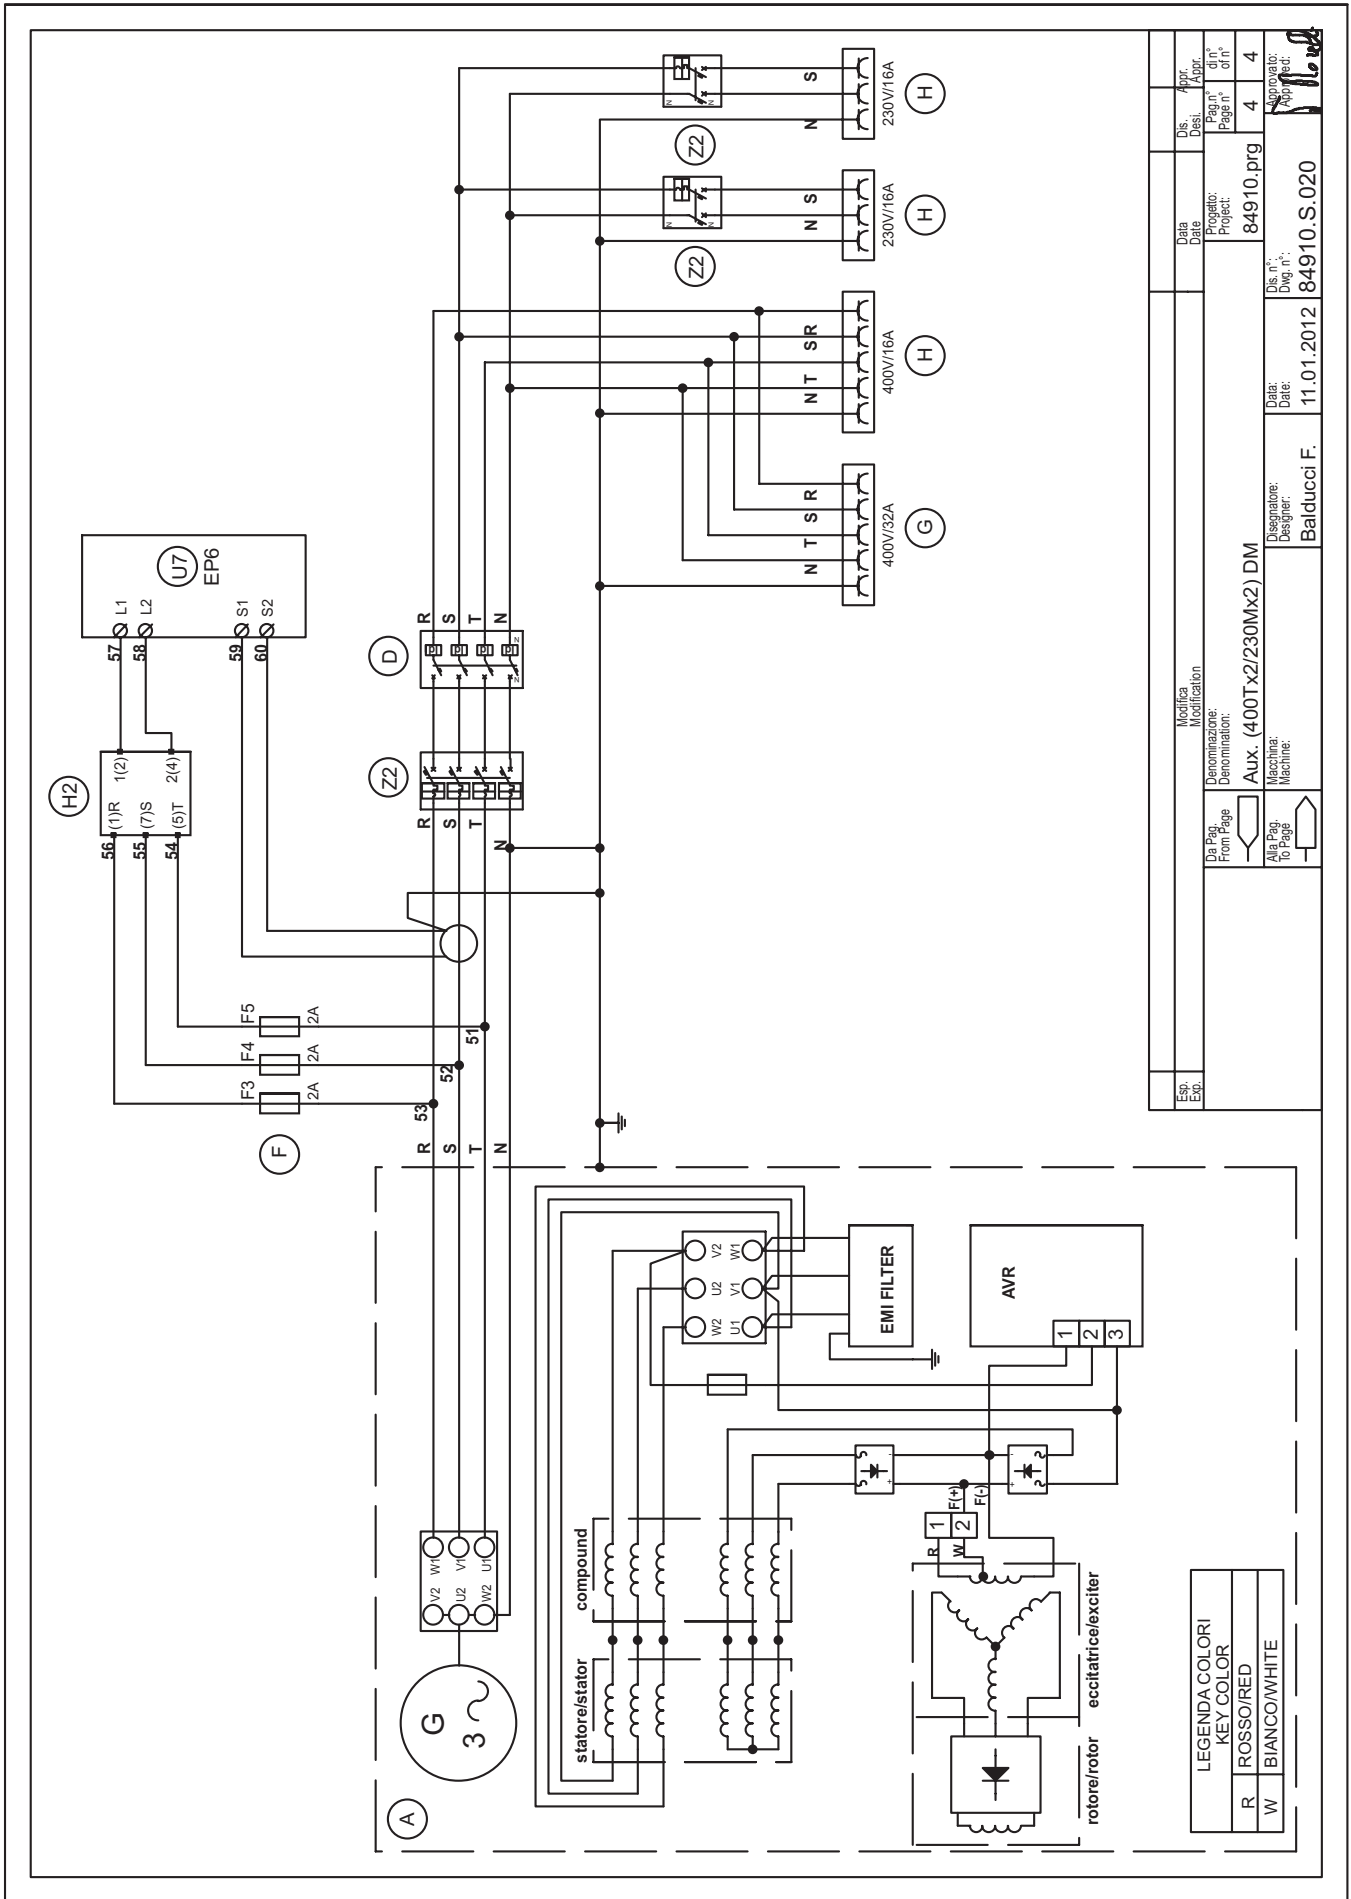 A
G
3
V2
W1
U2
V1
W2
U1
R
S
T
N
53
52
51
F
F3
F4
F5
2A
2A
2A
H2
56
55
54
(1)R
(7)S
(5)T
1(2)
2(4)
57
58
59
60
L1
L2
S1
S2
U7
EP6
Z2
R
S
T
N
D
N
N
R
S
T
N
N
T
S
R
400V/32A
G
N
T
S
R
400V/16A
H
Z2
N
N
N
S
230V/16A
H
Z2
N
N
N
S
230V/16A
H
statore/stator
compound
W2
U2
V2
U1
V1
W1
EMI FILTER
AVR
1
2
3
-
+
-
+
F(+)
F(-)
1
2
R
W
rotore/rotor
eccitatrice/exciter
LEGENDA COLORI
KEY COLOR
R ROSSO/RED
W BIANCO/WHITE
Esp.
Exp.
Modifica
Modification
Data
Date
Dis.
Desi.
Appr.
Appr.
Da Pag.
From Page
Denominazione:
Denomination:
Aux. (400Tx2/230Mx2) DM
Progetto:
Project:
84910.prg
Pag.n°
Page n°
4
di n°
of n°
4
Alla Pag.
To Page
Macchina:
Machine:
Disegnatore:
Designer:
Balducci F.
Data:
Date:
11.01.2012
Dis. n°:
Dwg. n°:
84910.S.020
Approvato:
Approved: